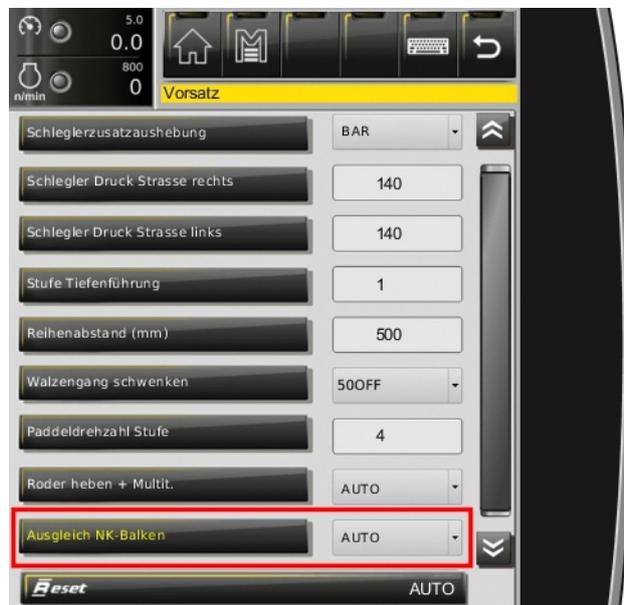 5.0
0.0
800
n/min 0
Vorsatz
Schleglerzusatzaushebung BAR
Schlegler Druck Strasse rechts 140
Schlegler Druck Strasse links 140
Stufe Tiefenführung 1
Reihenabstand (mm) 500
Walzengang schwenken 50OFF
Paddeldrehzahl Stufe 4
Roder heben + Multit. AUTO
Ausgleich NK-Balken AUTO
Reset AUTO